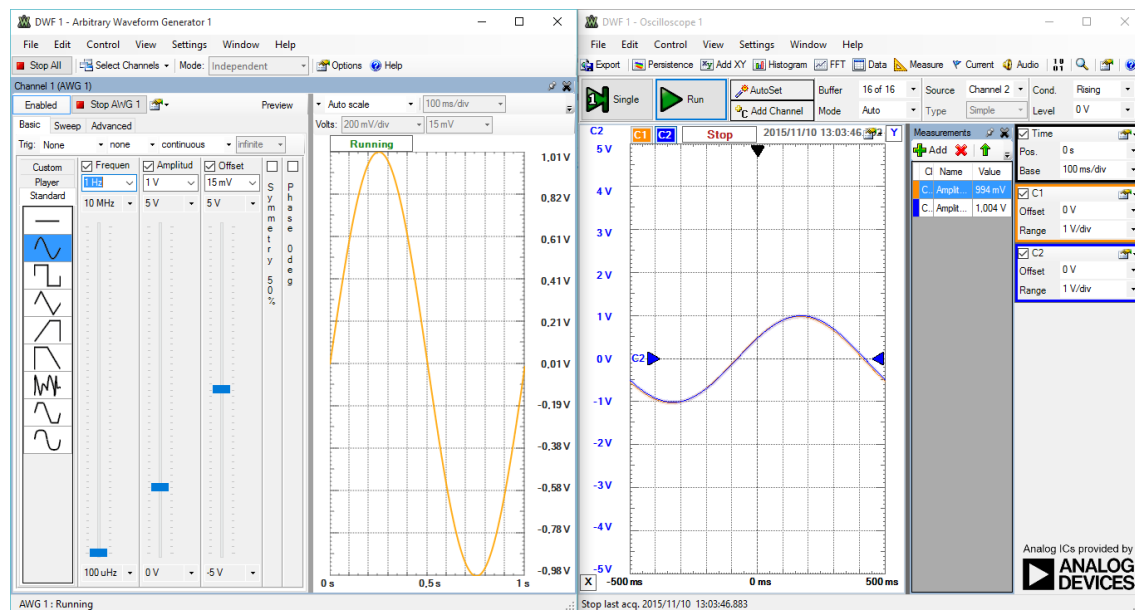 DWF 1 - Arbitrary Waveform Generator 1
File Edit Control View Settings Window Help
Stop All Select Channels Mode: Independent Options Help
Channel 1 (AWG 1)
Enabled Stop AWG 1 Preview
Basic Sweep Advanced
Trig: None none continuous infinite
Custom
Player
Standard
Frequen Amplitud Offset
1 Hz 1 V 15 mV
10 MHz 5 V 5 V
100 uHz 0 V -5 V
Symmetry 50%
Phase 0 deg
Auto scale 100 ms/div
Volts: 200 mV/div 15 mV
Running
1,01 V
0,82 V
0,61 V
0,41 V
0,21 V
0,01 V
-0,19 V
-0,38 V
-0,58 V
-0,78 V
-0,98 V
0 s 0,5 s 1 s
AWG 1 : Running
DWF 1 - Oscilloscope 1
File Edit Control View Settings Window Help
Export Persistence Add XY Histogram FFT Data Measure Current Audio
Single Run AutoSet Buffer 16 of 16 Source Channel 2 Cond. Rising
Add Channel Mode Auto Type Simple Level 0 V
C2 C1 C2 Stop 2015/11/10 13:03:46 Y
5 V
4 V
3 V
2 V
1 V
0 V C2
-1 V
-2 V
-3 V
-4 V
-5 V
X -500 ms 0 ms 500 ms
Measurements
Add
Cl Name Value
C.. Amplit... 994 mV
C.. Amplit... 1,004 V
Time
Pos. 0 s
Base 100 ms/div
C1
Offset 0 V
Range 1 V/div
C2
Offset 0 V
Range 1 V/div
Analog ICs provided by
ANALOG
DEVICES
Stop last acq. 2015/11/10 13:03:46.883